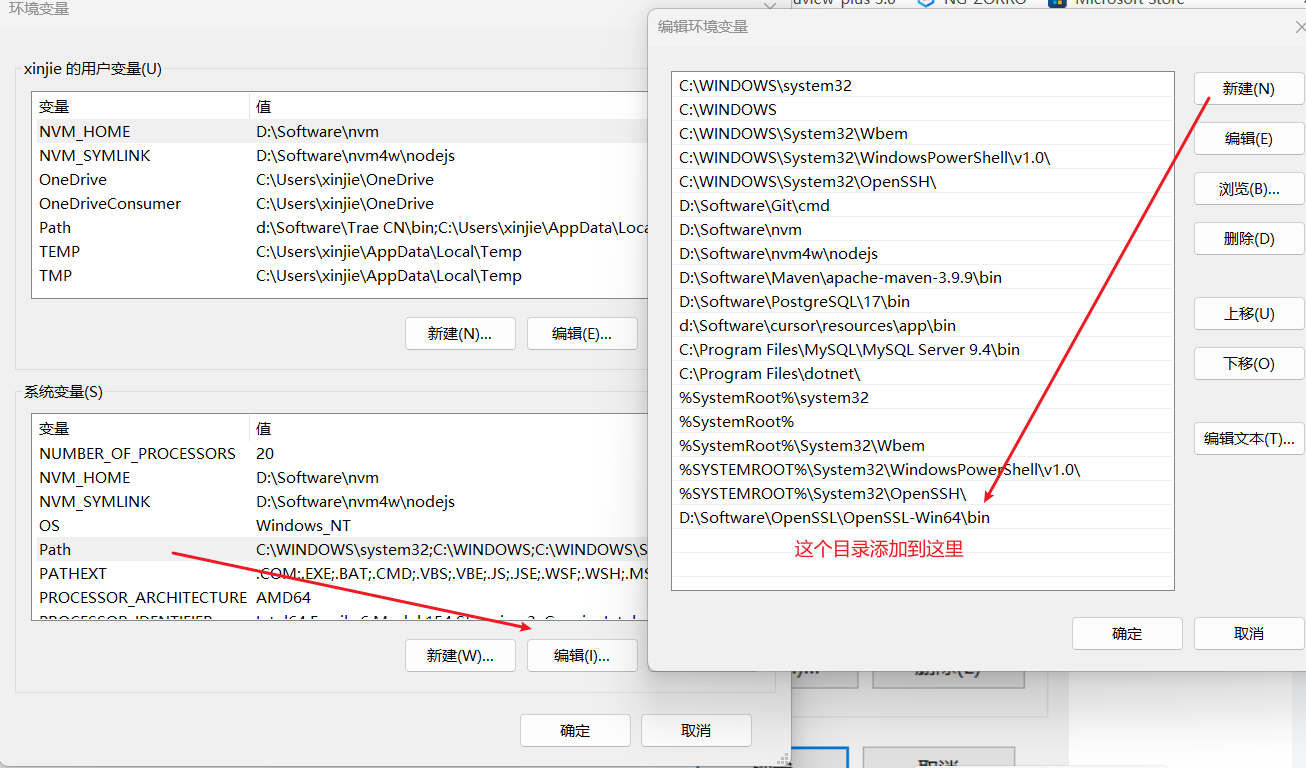 环境变量
NG-ZORRO
Microsoft Store
xinjie 的用户变量(U)
变量 值
NVM_HOME D:\Software\nvm
NVM_SYMLINK D:\Software\nvm4w\nodejs
OneDrive C:\Users\xinjie\OneDrive
OneDriveConsumer C:\Users\xinjie\OneDrive
Path d:\Software\Trae CN\bin;C:\Users\xinjie\AppData\Loca
TEMP C:\Users\xinjie\AppData\Local\Temp
TMP C:\Users\xinjie\AppData\Local\Temp
新建(N)... 编辑(E)...
系统变量(S)
变量 值
NUMBER_OF_PROCESSORS 20
NVM_HOME D:\Software\nvm
NVM_SYMLINK D:\Software\nvm4w\nodejs
OS Windows_NT
Path C:\WINDOWS\system32;C:\WINDOWS;C:\WINDOWS\S
PATHEXT .COM;.EXE;.BAT;.CMD;.VBS;.VBE;.JS;.JSE;.WSF;.WSH;.MS
PROCESSOR_ARCHITECTURE AMD64
新建(W)... 编辑(I)...
确定 取消
编辑环境变量
C:\WINDOWS\system32
C:\WINDOWS
C:\WINDOWS\System32\Wbem
C:\WINDOWS\System32\WindowsPowerShell\v1.0\
C:\WINDOWS\System32\OpenSSH\
D:\Software\Git\cmd
D:\Software\nvm
D:\Software\nvm4w\nodejs
D:\Software\Maven\apache-maven-3.9.9\bin
D:\Software\PostgreSQL\17\bin
d:\Software\cursor\resources\app\bin
C:\Program Files\MySQL\MySQL Server 9.4\bin
C:\Program Files\dotnet\
%SystemRoot%\system32
%SystemRoot%
%SystemRoot%\System32\Wbem
%SYSTEMROOT%\System32\WindowsPowerShell\v1.0\
%SYSTEMROOT%\System32\OpenSSH\
D:\Software\OpenSSL\OpenSSL-Win64\bin
这个目录添加到这里
新建(N)
编辑(E)
浏览(B)...
删除(D)
上移(U)
下移(O)
编辑文本(T)...
确定 取消